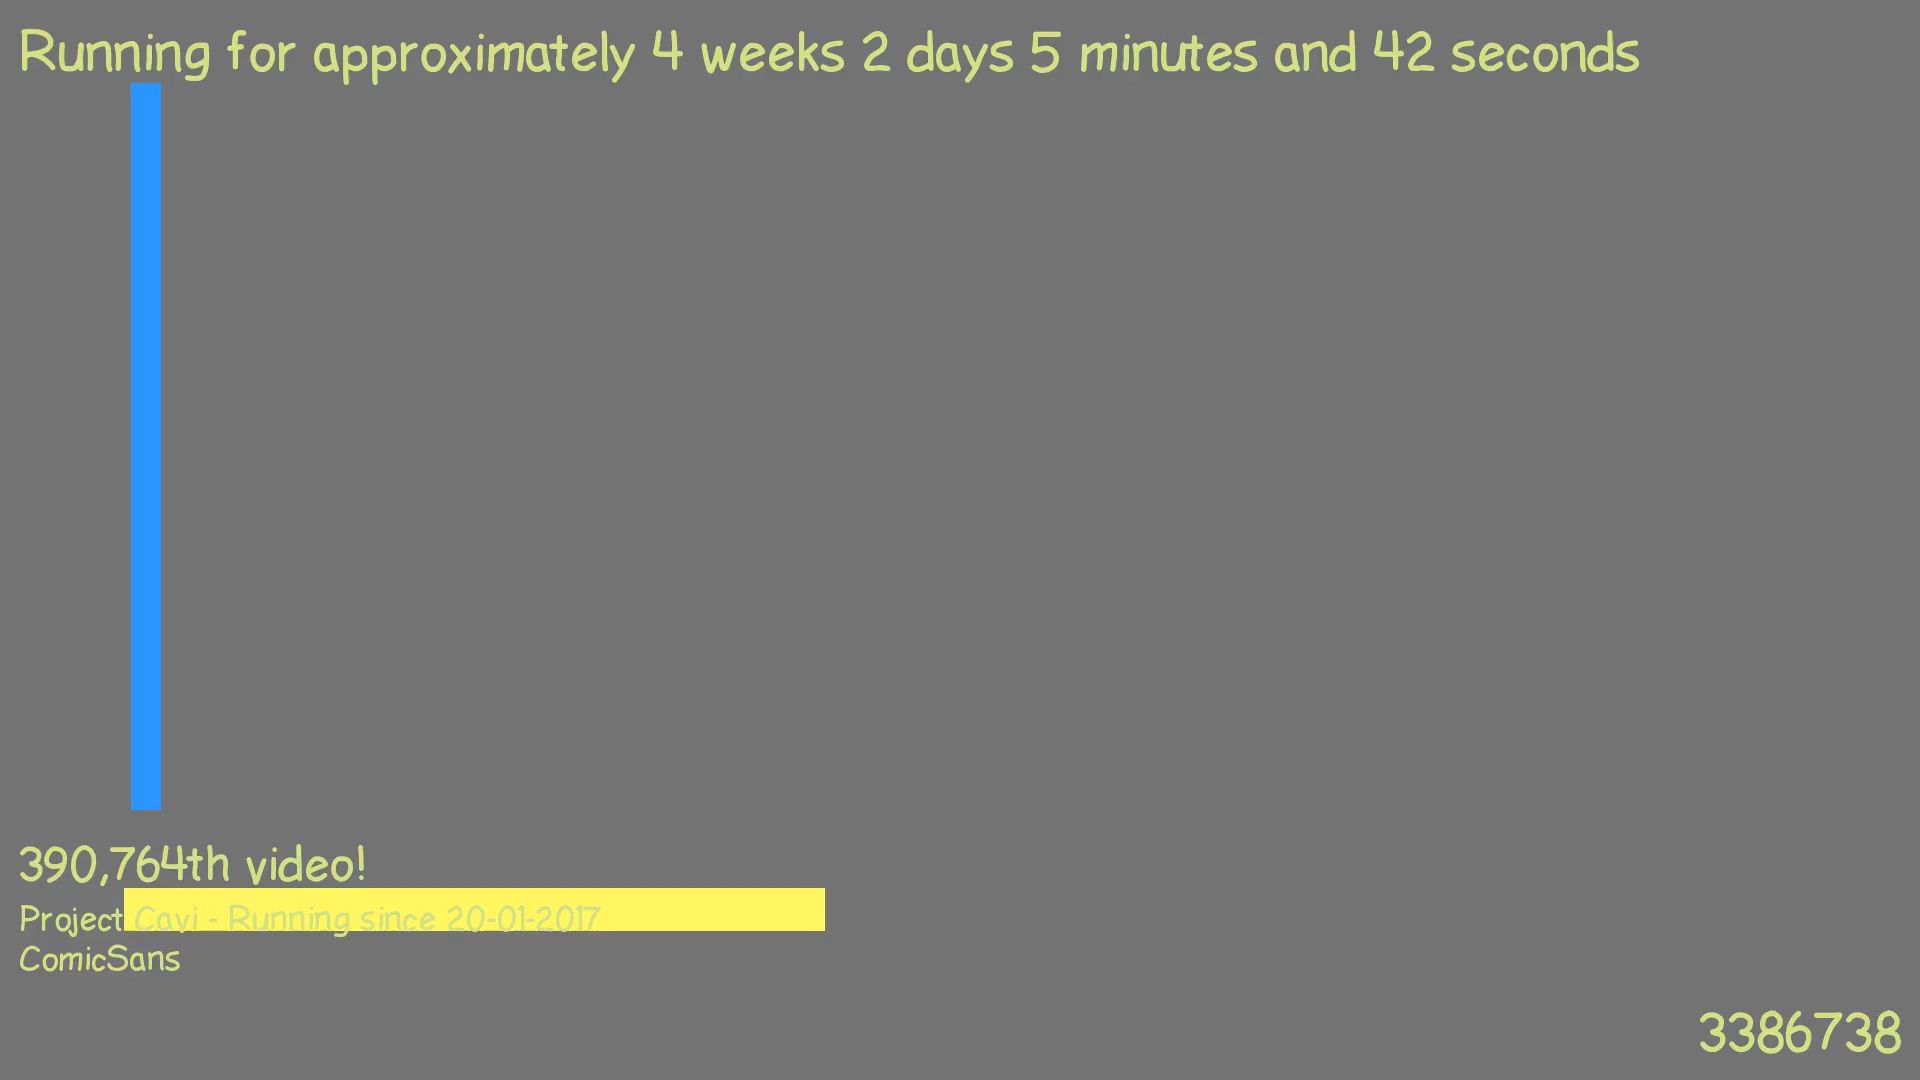 Running for approximately 4 weeks 2 days 5 minutes and 42 seconds
390,764th video!
Project Cavi - Running since 20-01-2017
ComicSans
3386738